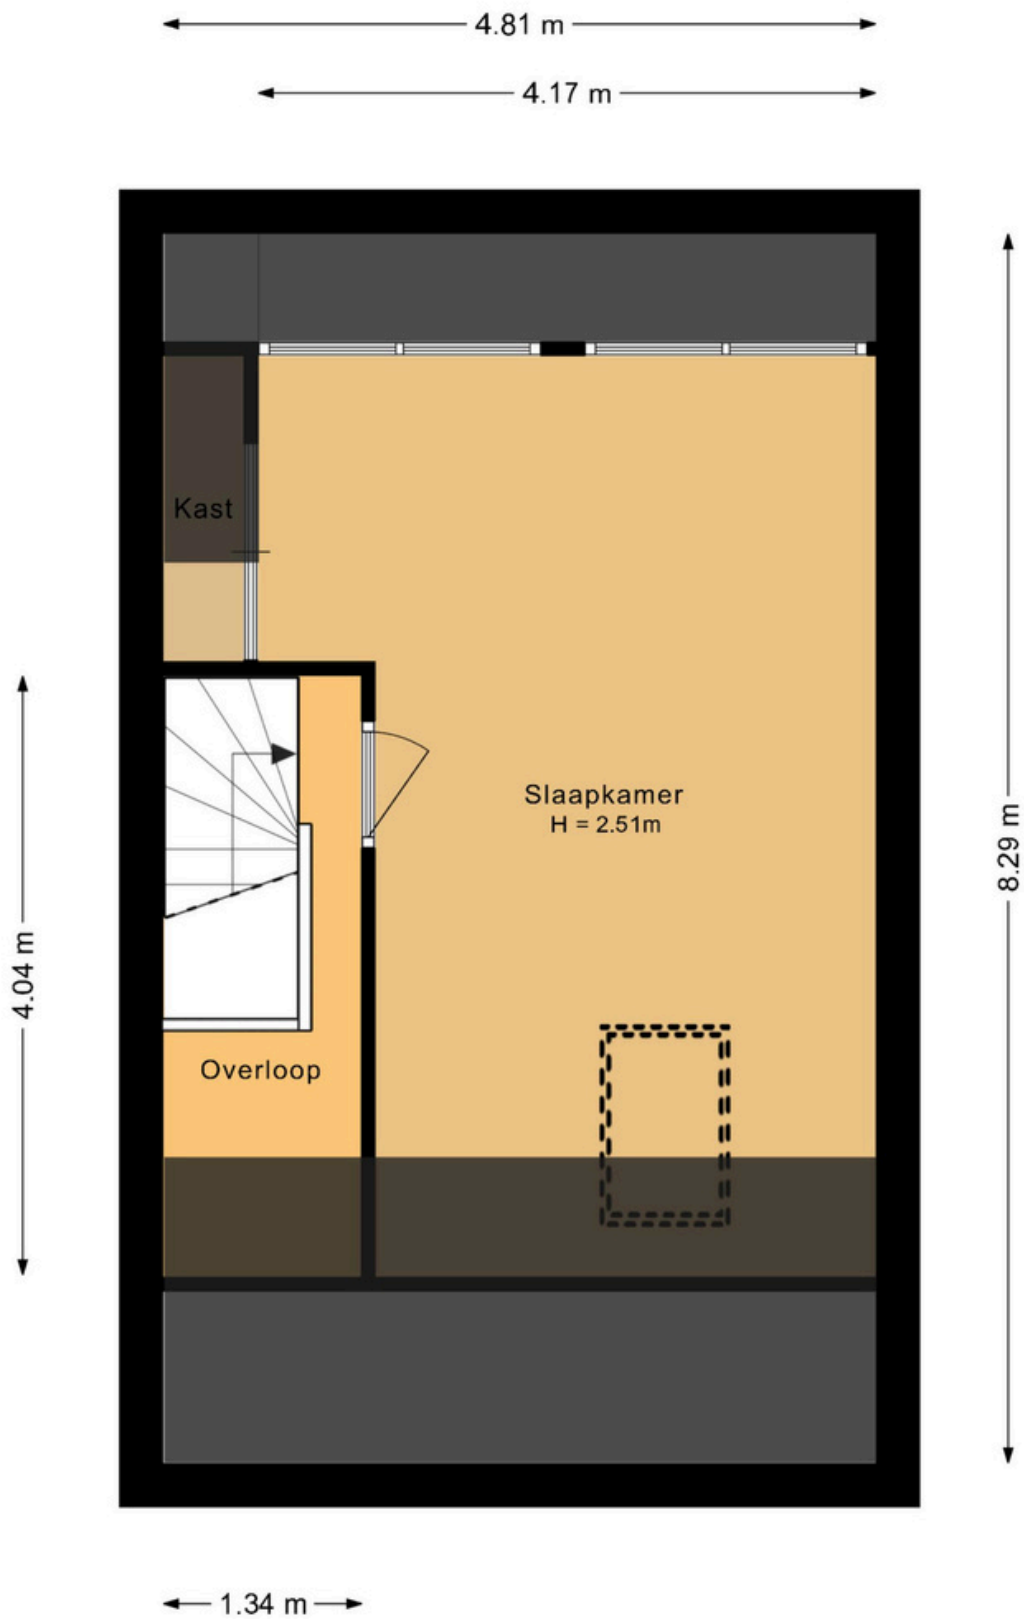 4.81 m
4.17 m
Kast
Slaapkamer
H = 2.51m
8.29 m
4.04 m
Overloop
1.34 m